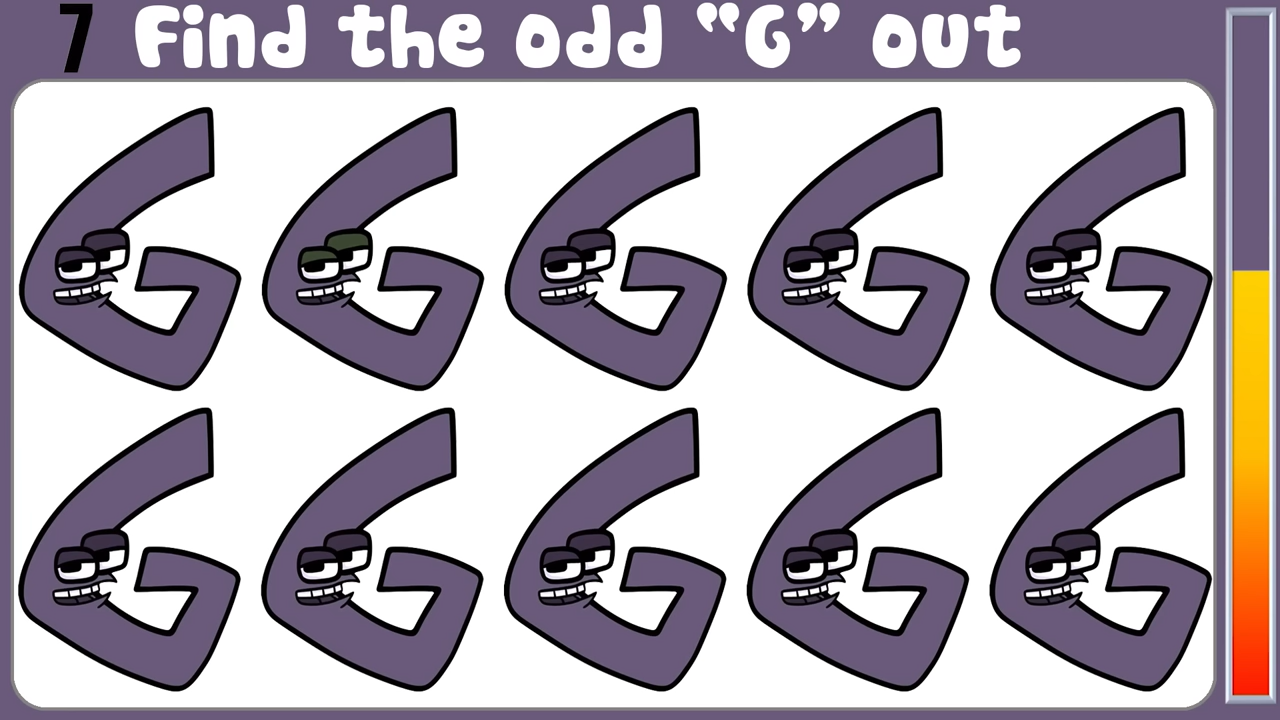 7 Find the odd “G” out